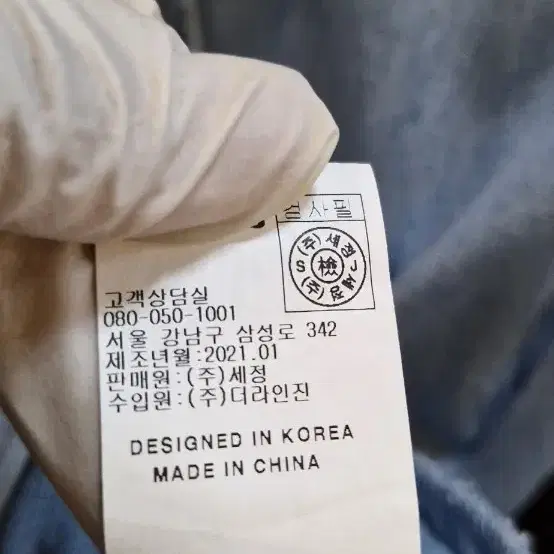 검사필
(주)세정
S 檢 J
(주)세정
고객상담실
080-050-1001
서울 강남구 삼성로 342
제조년월:2021.01
판매원:(주)세정
수입원:(주)더라인진
DESIGNED IN KOREA
MADE IN CHINA